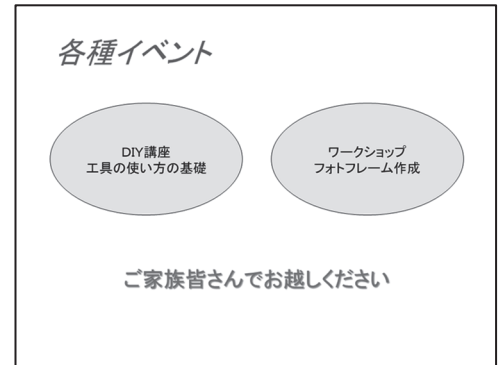 各種イベント
DIY講座
工具の使い方の基礎
ワークショップ
フォトフレーム作成
ご家族皆さんでお越しください